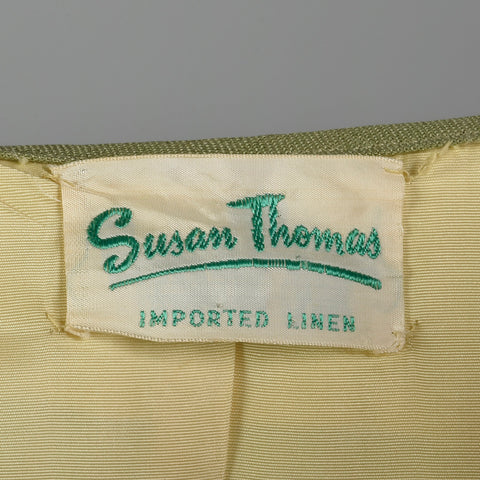 Susan Thomas
IMPORTED LINEN